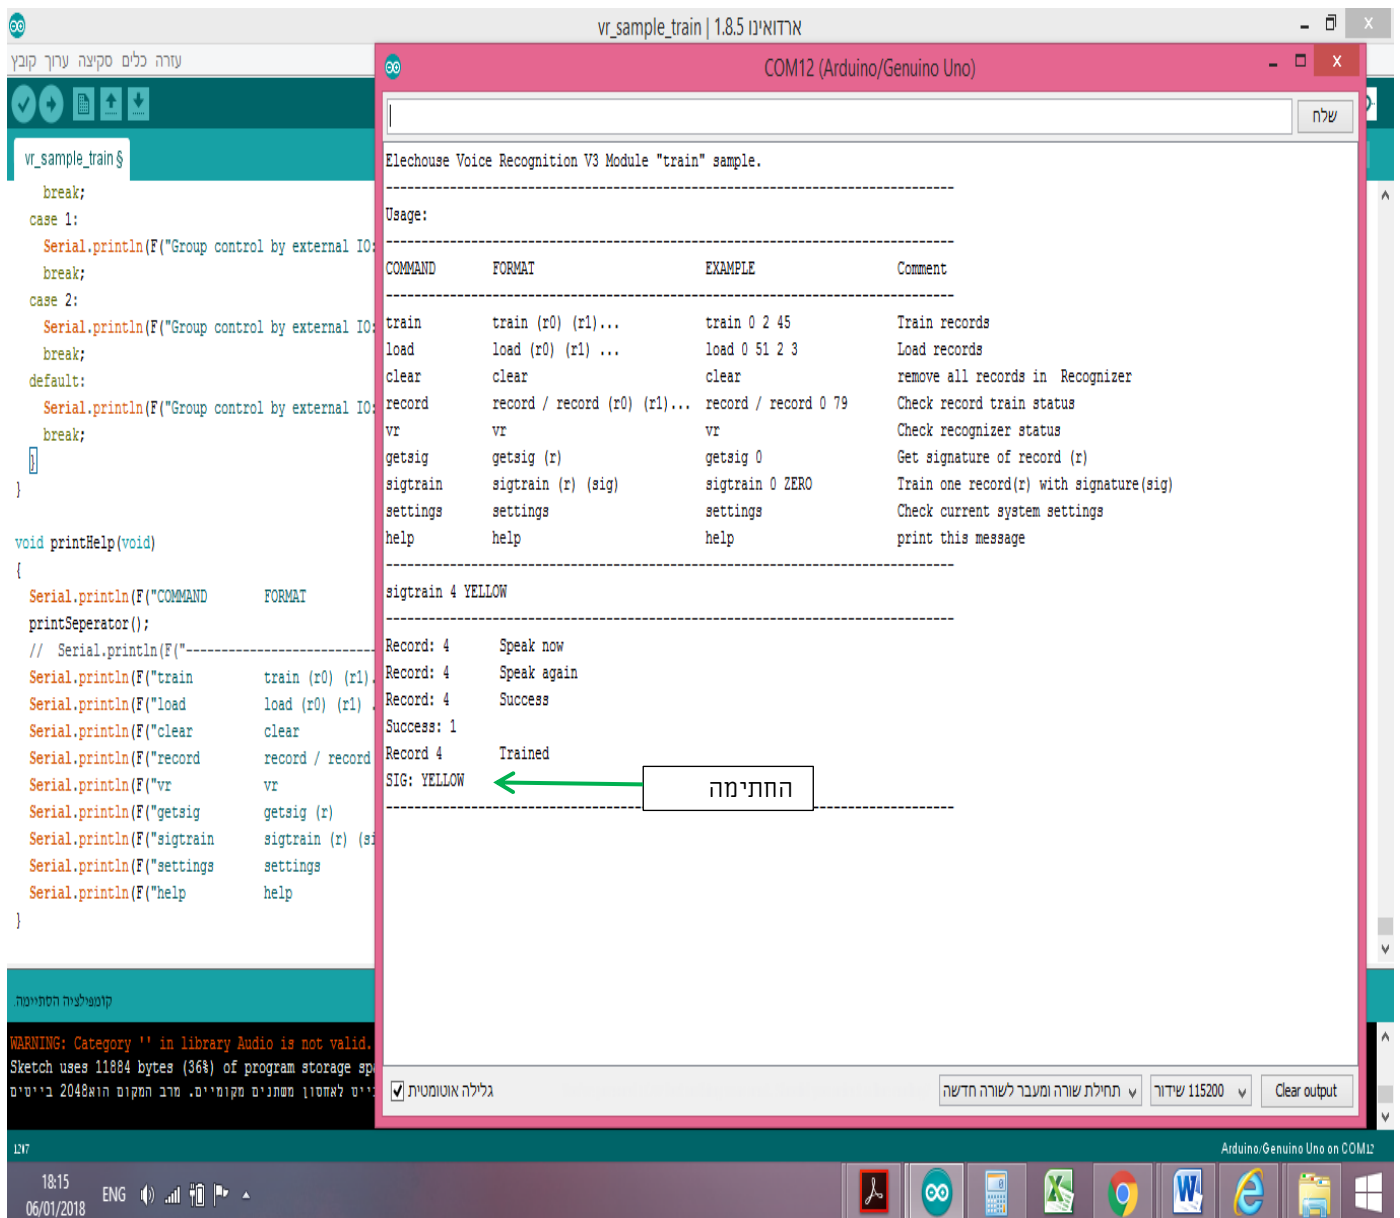 vr_sample_train | 1.8.5 ארדואינו
קובץ ערוך סקיצה כלים עזרה
vr_sample_train §
break;
case 1:
Serial.println(F("Group control by external IO:
break;
case 2:
Serial.println(F("Group control by external IO:
break;
default:
Serial.println(F("Group control by external IO:
break;
}
}
void printHelp(void)
{
Serial.println(F("COMMAND FORMAT
printSeperator();
// Serial.println(F("--------------------------
Serial.println(F("train train (r0) (r1).
Serial.println(F("load load (r0) (r1) .
Serial.println(F("clear clear
Serial.println(F("record record / record
Serial.println(F("vr vr
Serial.println(F("getsig getsig (r)
Serial.println(F("sigtrain sigtrain (r) (si
Serial.println(F("settings settings
Serial.println(F("help help
}
קומפילציה הסתיימה.
WARNING: Category '' in library Audio is not valid.
Sketch uses 11884 bytes (36%) of program storage spa
ייט לאחסון משתנים מקומיים. מרב המקום הוא2048 בייטים
1207
Arduino/Genuino Uno on COM12
COM12 (Arduino/Genuino Uno)
שלח
Elechouse Voice Recognition V3 Module "train" sample.
--------------------------------------------------------------------------------
Usage:
--------------------------------------------------------------------------------
COMMAND FORMAT EXAMPLE Comment
--------------------------------------------------------------------------------
train train (r0) (r1)... train 0 2 45 Train records
load load (r0) (r1) ... load 0 51 2 3 Load records
clear clear clear remove all records in Recognizer
record record / record (r0) (r1)... record / record 0 79 Check record train status
vr vr vr Check recognizer status
getsig getsig (r) getsig 0 Get signature of record (r)
sigtrain sigtrain (r) (sig) sigtrain 0 ZERO Train one record(r) with signature(sig)
settings settings settings Check current system settings
help help help print this message
--------------------------------------------------------------------------------
sigtrain 4 YELLOW
--------------------------------------------------------------------------------
Record: 4 Speak now
Record: 4 Speak again
Record: 4 Success
Success: 1
Record 4 Trained
SIG: YELLOW
החתימה
--------------------------------------------------------------------------------
גלילה אוטומטית
תחילת שורה ומעבר לשורה חדשה
115200 שידור
Clear output
18:15
06/01/2018
ENG